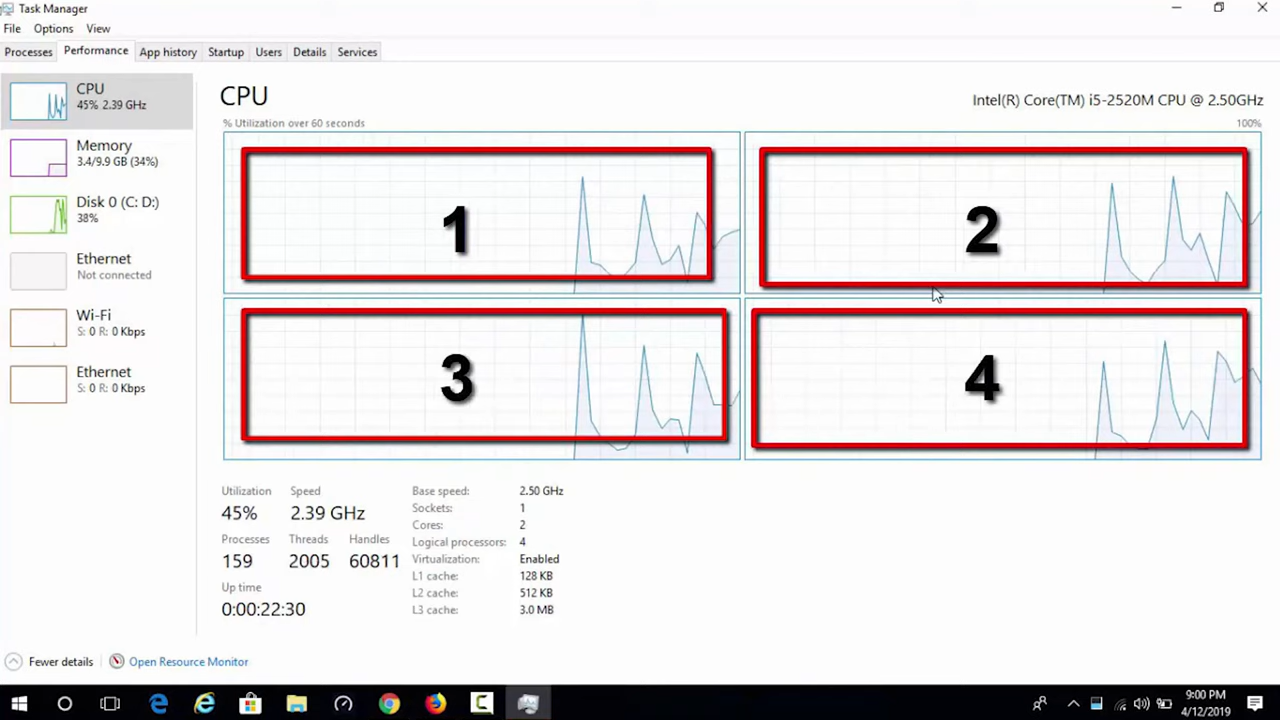 Task Manager
File Options View
Processes Performance App history Startup Users Details Services
CPU
45% 2.39 GHz
Memory
3.4/9.9 GB (34%)
Disk 0 (C: D:)
38%
Ethernet
Not connected
Wi-Fi
S: 0 R: 0 Kbps
Ethernet
S: 0 R: 0 Kbps
CPU Intel(R) Core(TM) i5-2520M CPU @ 2.50GHz
% Utilization over 60 seconds 100%
1 2
3 4
Utilization Speed
45% 2.39 GHz
Processes Threads Handles
159 2005 60811
Up time
0:00:22:30
Base speed: 2.50 GHz
Sockets: 1
Cores: 2
Logical processors: 4
Virtualization: Enabled
L1 cache: 128 KB
L2 cache: 512 KB
L3 cache: 3.0 MB
Fewer details Open Resource Monitor
9:00 PM
4/12/2019